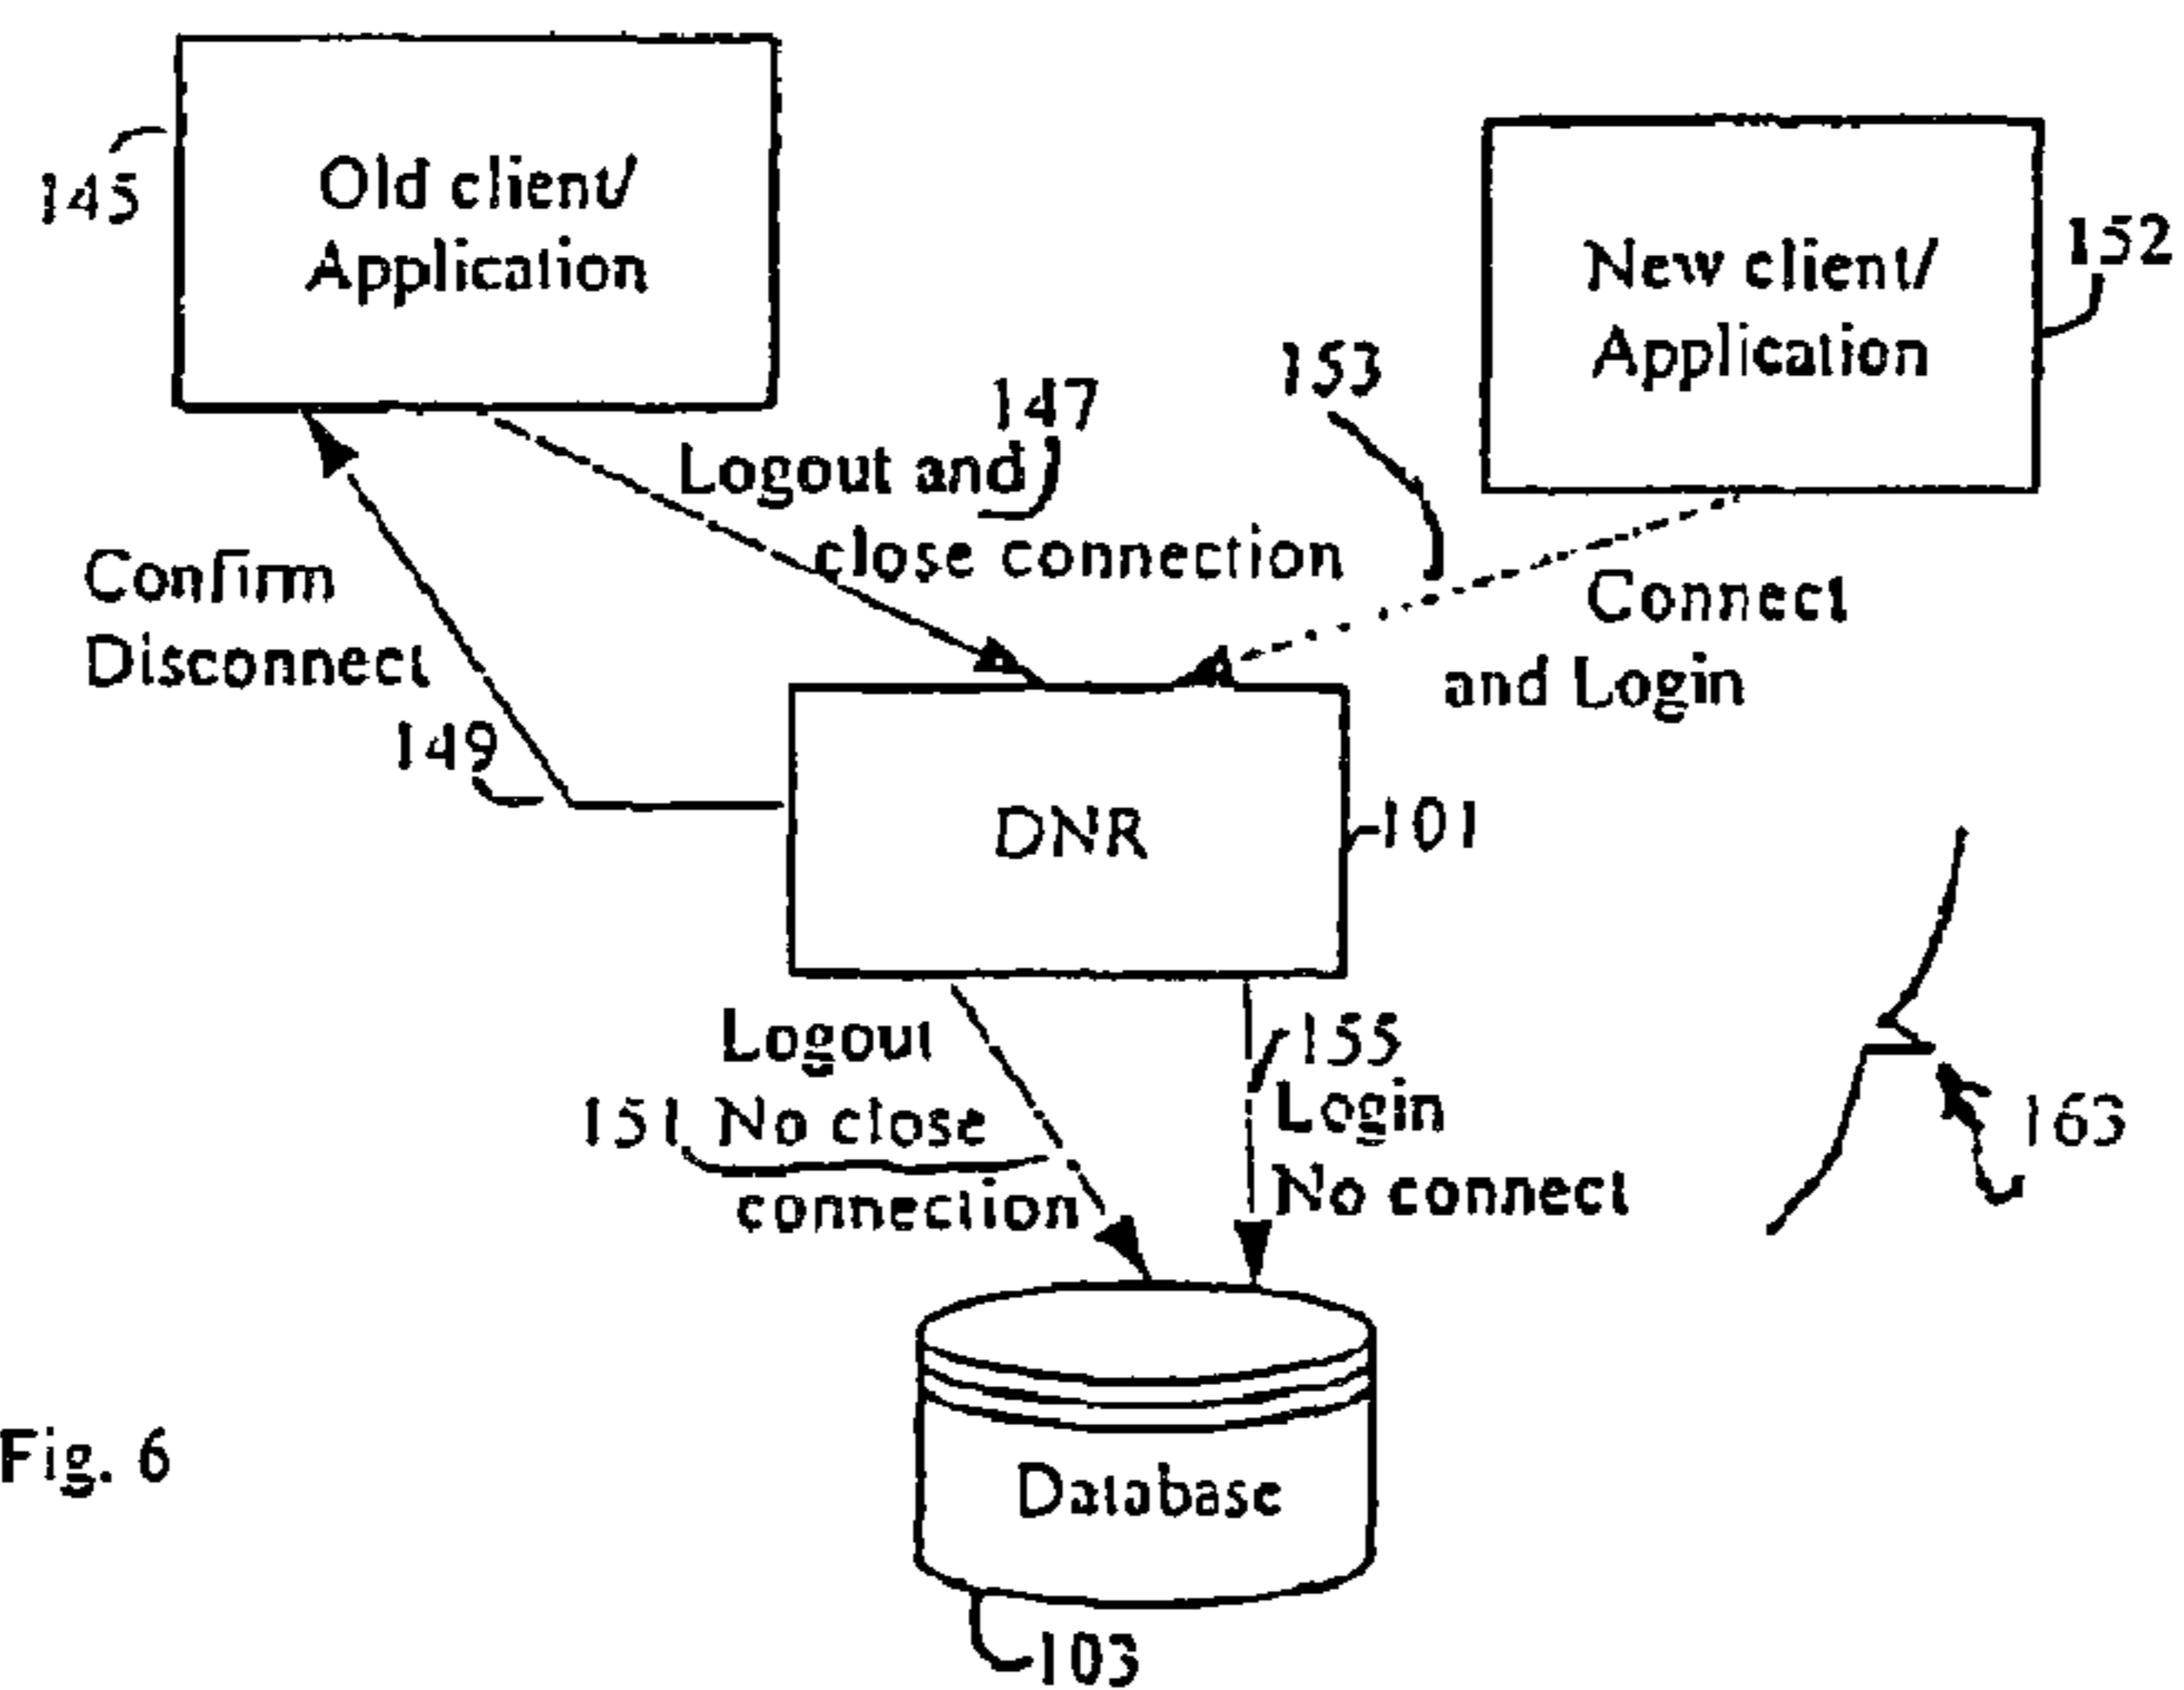 145
Old client/
Application
New client/
Application
152
153
147
Logout and
close connection
Confirm
Disconnect
149
Connect
and Login
DNR
101
Logout
151 No close
connection
155
Login
No connect
163
Database
103
Fig. 6